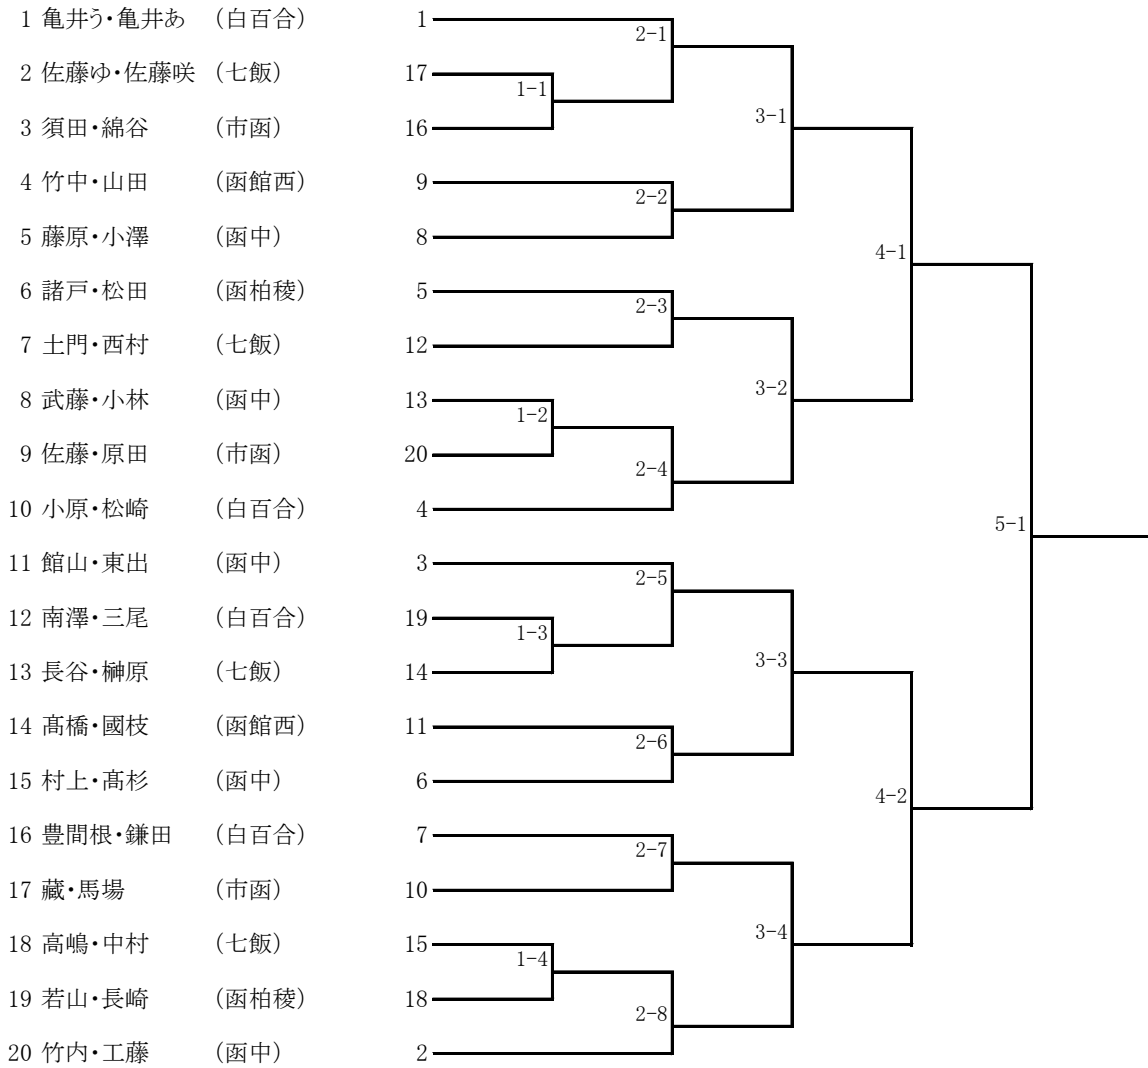 1 亀井う・亀井あ （白百合） 1
2-1
2 佐藤ゆ・佐藤咲 （七飯） 17
1-1
3-1
3 須田・綿谷 （市函） 16
4 竹中・山田 （函館西） 9
2-2
5 藤原・小澤 （函中） 8
4-1
6 諸戸・松田 （函柏稜） 5
2-3
7 土門・西村 （七飯） 12
3-2
8 武藤・小林 （函中） 13
1-2
9 佐藤・原田 （市函） 20
2-4
10 小原・松崎 （白百合） 4
5-1
11 館山・東出 （函中） 3
2-5
12 南澤・三尾 （白百合） 19
1-3
3-3
13 長谷・榊原 （七飯） 14
14 髙橋・國枝 （函館西） 11
2-6
15 村上・髙杉 （函中） 6
4-2
16 豊間根・鎌田 （白百合） 7
2-7
17 藏・馬場 （市函） 10
3-4
18 高嶋・中村 （七飯） 15
1-4
19 若山・長崎 （函柏稜） 18
2-8
20 竹内・工藤 （函中） 2